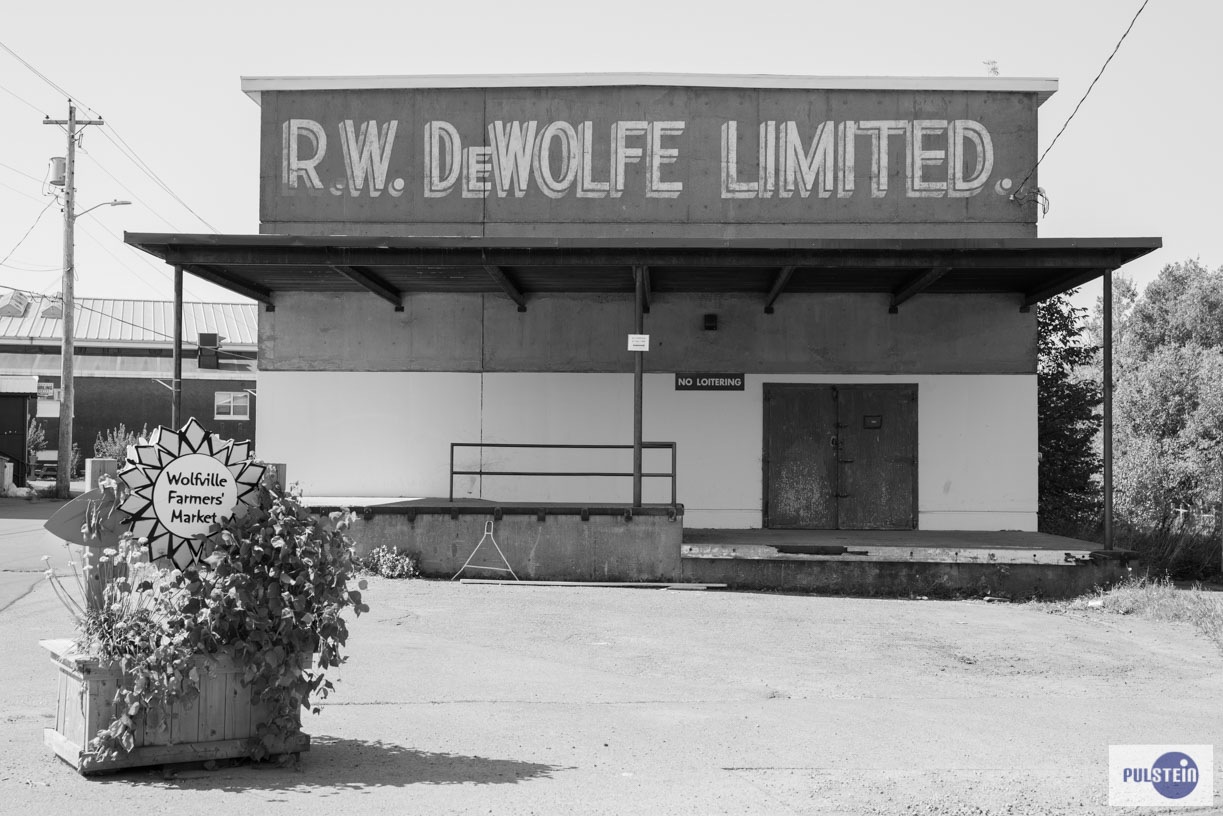 R.W. DeWOLFE LIMITED.
NO LOITERING
Wolfville
Farmers'
Market
PULSTEIN